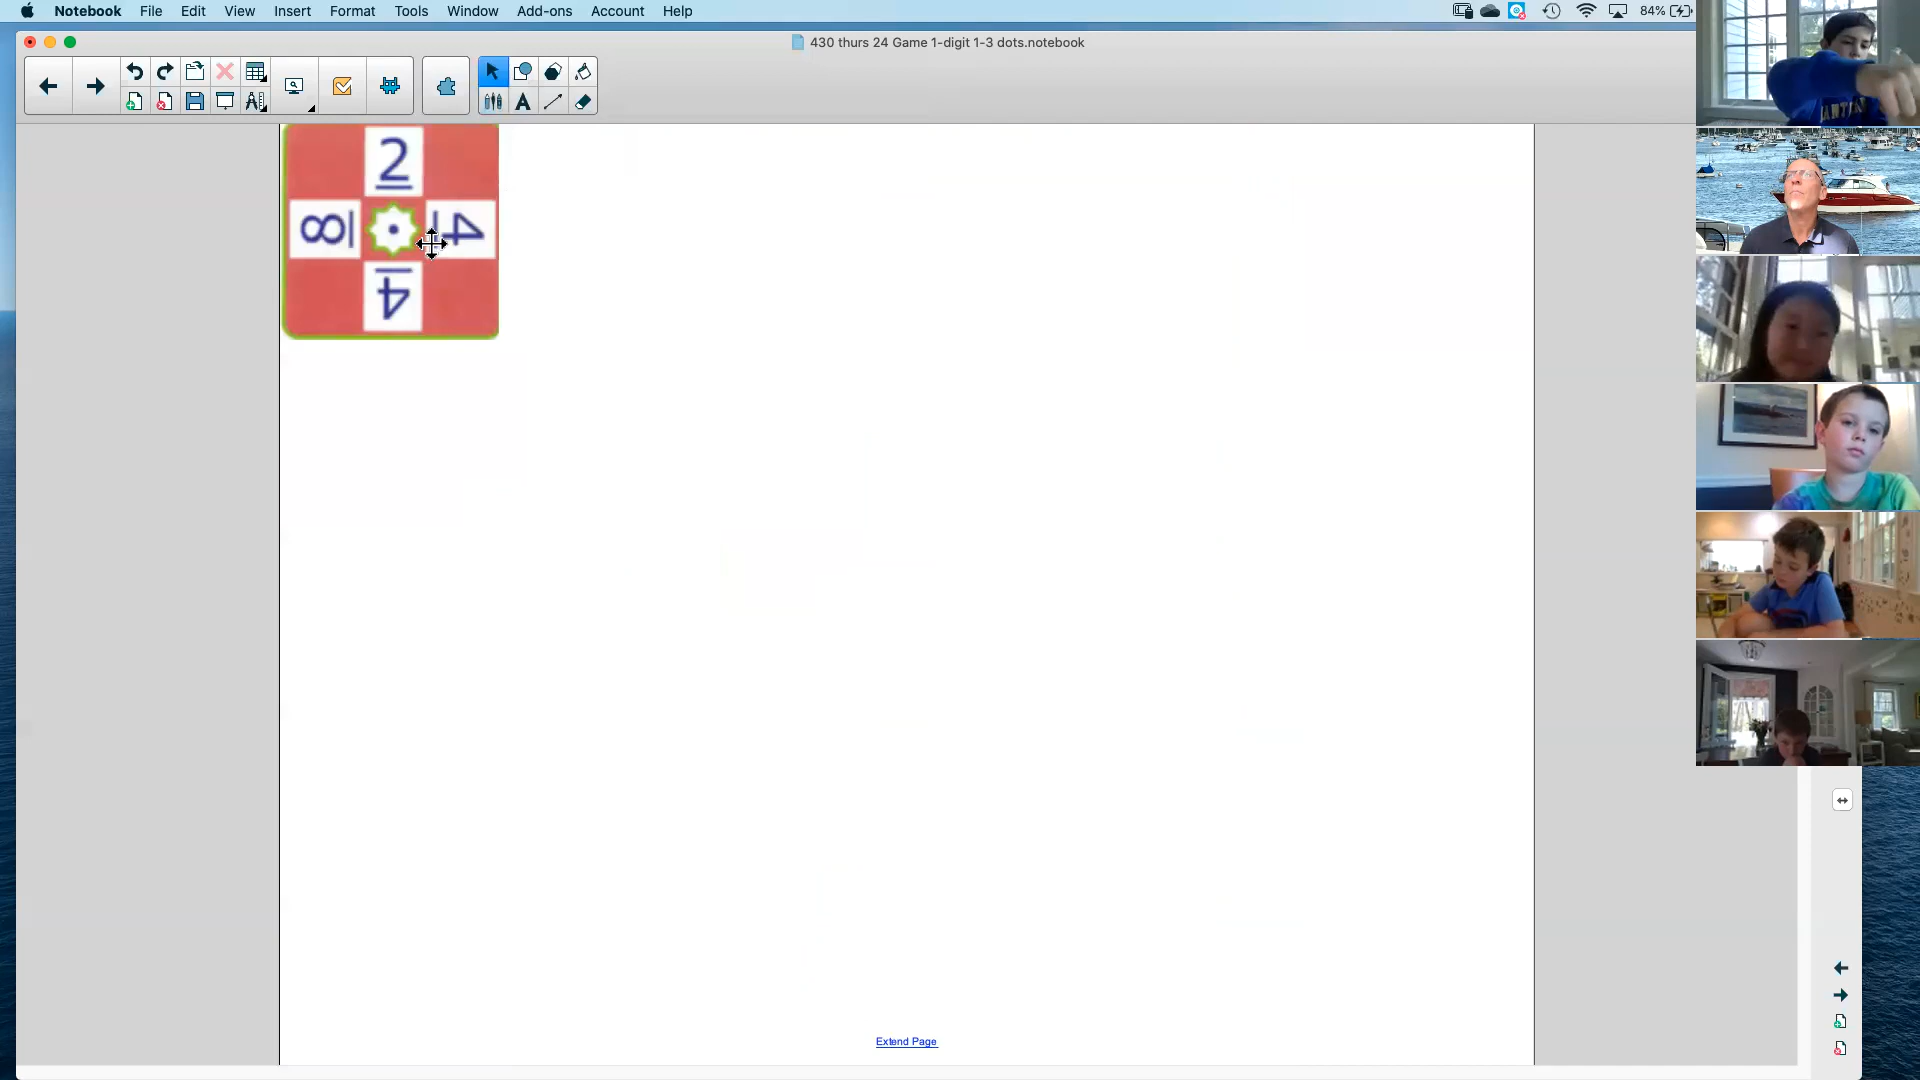 Notebook File Edit View Insert Format Tools Window Add-ons Account Help 84%
430 thurs 24 Game 1-digit 1-3 dots.notebook
A
2
8 4
4
Extend Page